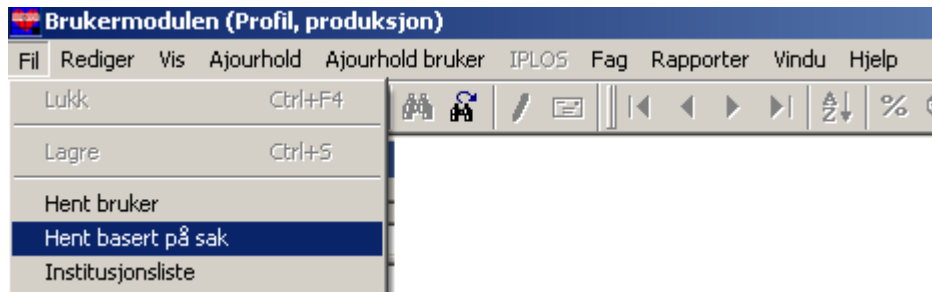 Brukermodulen (Profil, produksjon)
Fil Rediger Vis Ajourhold Ajourhold bruker IPLOS Fag Rapporter Vindu Hjelp
Lukk Ctrl+F4
Lagre Ctrl+S
Hent bruker
Hent basert på sak
Institusjonsliste